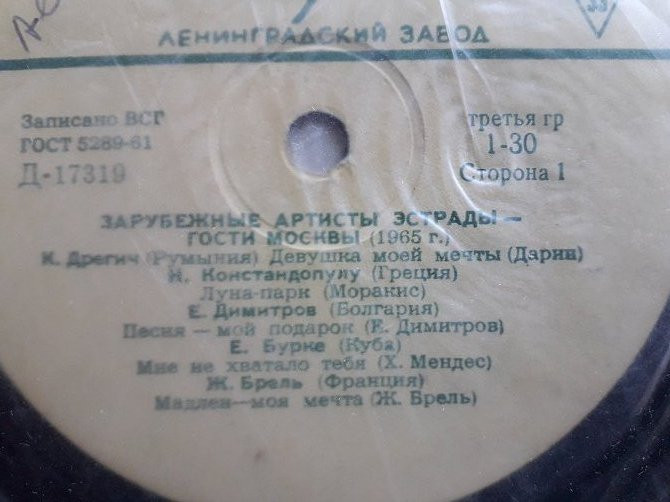 ЛЕНИНГРАДСКИЙ ЗАВОД
Записано ВСГ
ГОСТ 5289-61
Д-17319
третья гр
1-30
Сторона 1
ЗАРУБЕЖНЫЕ АРТИСТЫ ЭСТРАДЫ —
ГОСТИ МОСКВЫ (1965 г.)
К. Дрегич (Румыния) Девушка моей мечты (Дарии)
Н. Констандопулу (Греция)
Луна-парк (Моракис)
Е. Димитров (Болгария)
Песня — мой подарок (Е. Димитров)
Е. Бурке (Куба)
Мне не хватало тебя (Х. Мендес)
Ж. Брель (Франция)
Мадлен—моя мечта (Ж. Брель)